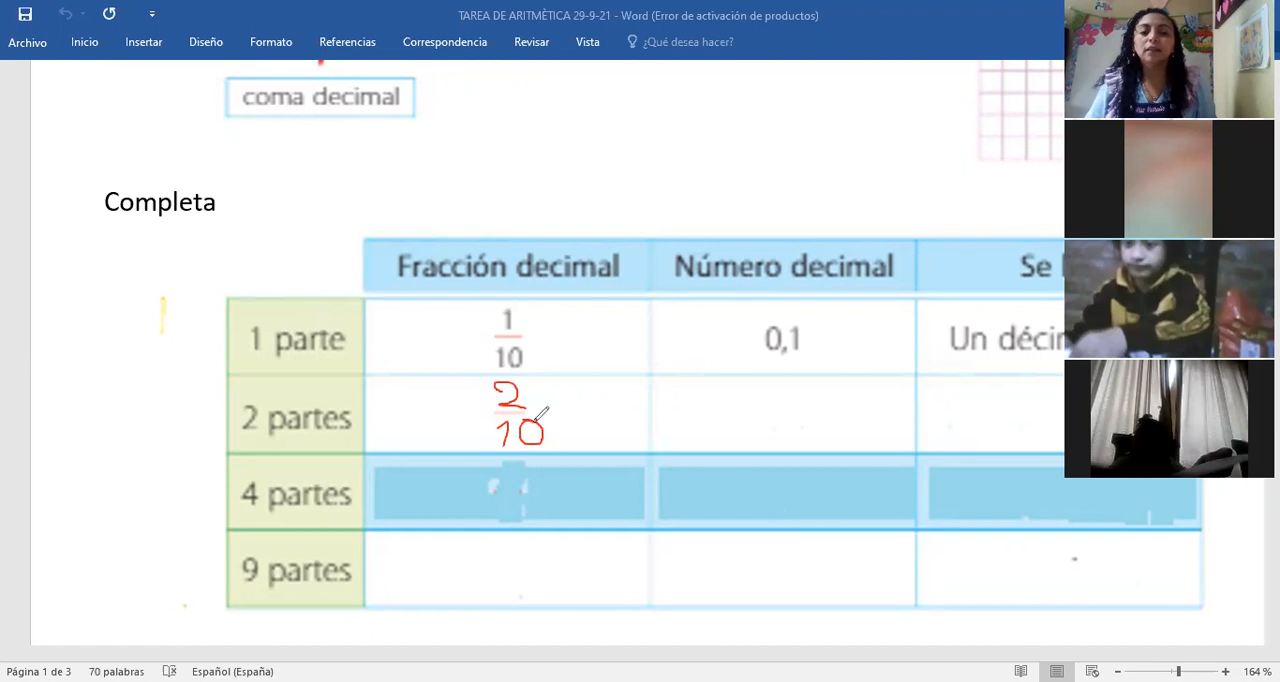 TAREA DE ARITMÈTICA 29-9-21 - Word (Error de activación de productos)
Archivo Inicio Insertar Diseño Formato Referencias Correspondencia Revisar Vista ¿Qué desea hacer?
coma decimal
Completa
Fracción decimal Número decimal Se
1 parte 1/10 0,1 Un décim
2 partes 2/10
4 partes
9 partes
Página 1 de 3 70 palabras Español (España) 164 %